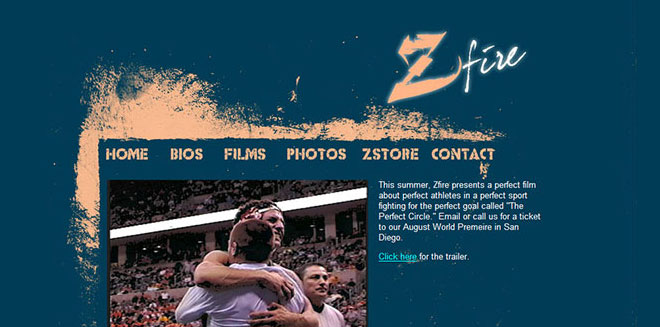 Zfire
HOME BIOS FILMS PHOTOS ZSTORE CONTACT
This summer, Zfire presents a perfect film
about perfect athletes in a perfect sport
fighting for the perfect goal called "The
Perfect Circle." Email or call us for a ticket
to our August World Premeire in San
Diego.
Click here for the trailer.